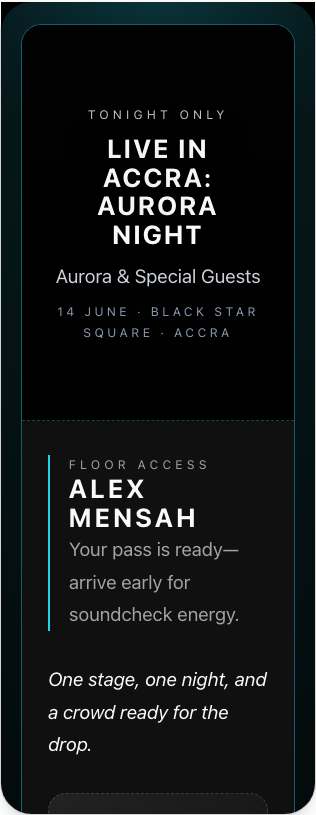 TONIGHT ONLY
LIVE IN
ACCRA:
AURORA
NIGHT
Aurora & Special Guests
14 JUNE · BLACK STAR
SQUARE · ACCRA
FLOOR ACCESS
ALEX
MENSAH
Your pass is ready—
arrive early for
soundcheck energy.
One stage, one night, and
a crowd ready for the
drop.